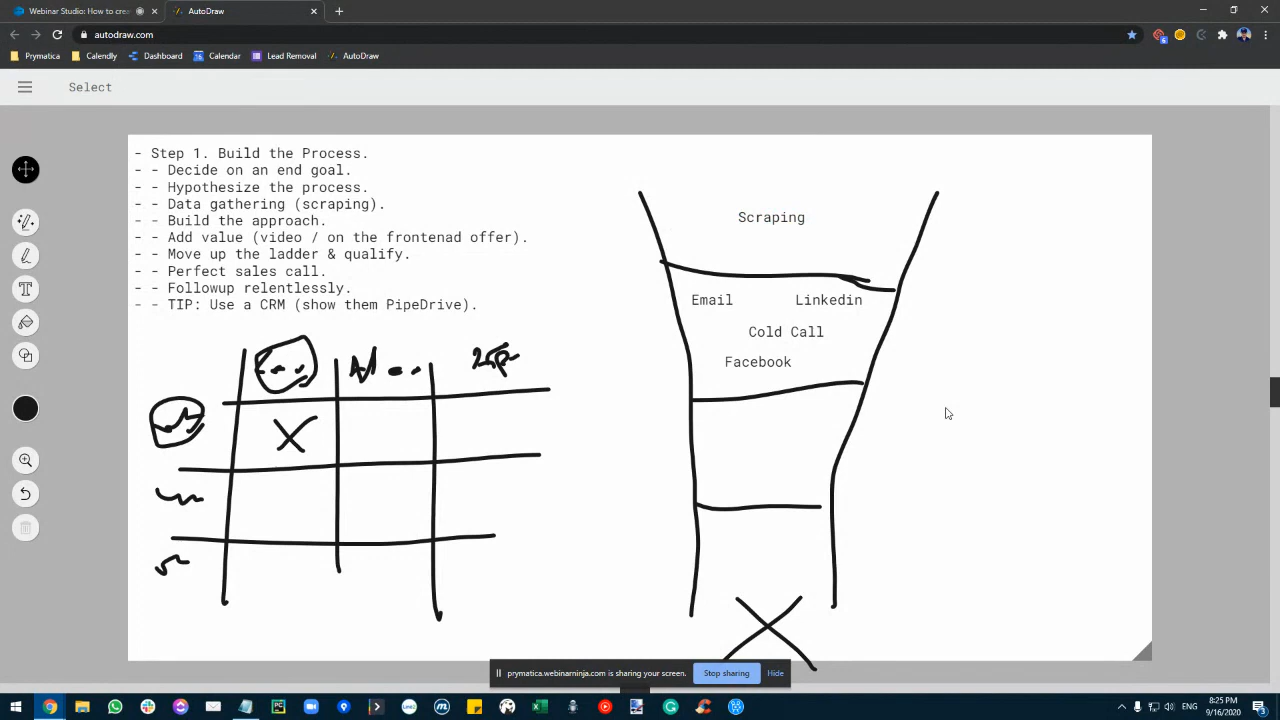 Webinar Studio: How to crea
AutoDraw
autodraw.com
Prymatica
Calendly
Dashboard
Calendar
Lead Removal
AutoDraw
Select
- Step 1. Build the Process.
- - Decide on an end goal.
- - Hypothesize the process.
- - Data gathering (scraping).
- - Build the approach.
- - Add value (video / on the frontenad offer).
- - Move up the ladder & qualify.
- - Perfect sales call.
- - Followup relentlessly.
- - TIP: Use a CRM (show them PipeDrive).
Scraping
Email Linkedin
Cold Call
Facebook
X
X
prymatica.webinarninja.com is sharing your screen.
Stop sharing
Hide
8:25 PM
9/16/2020